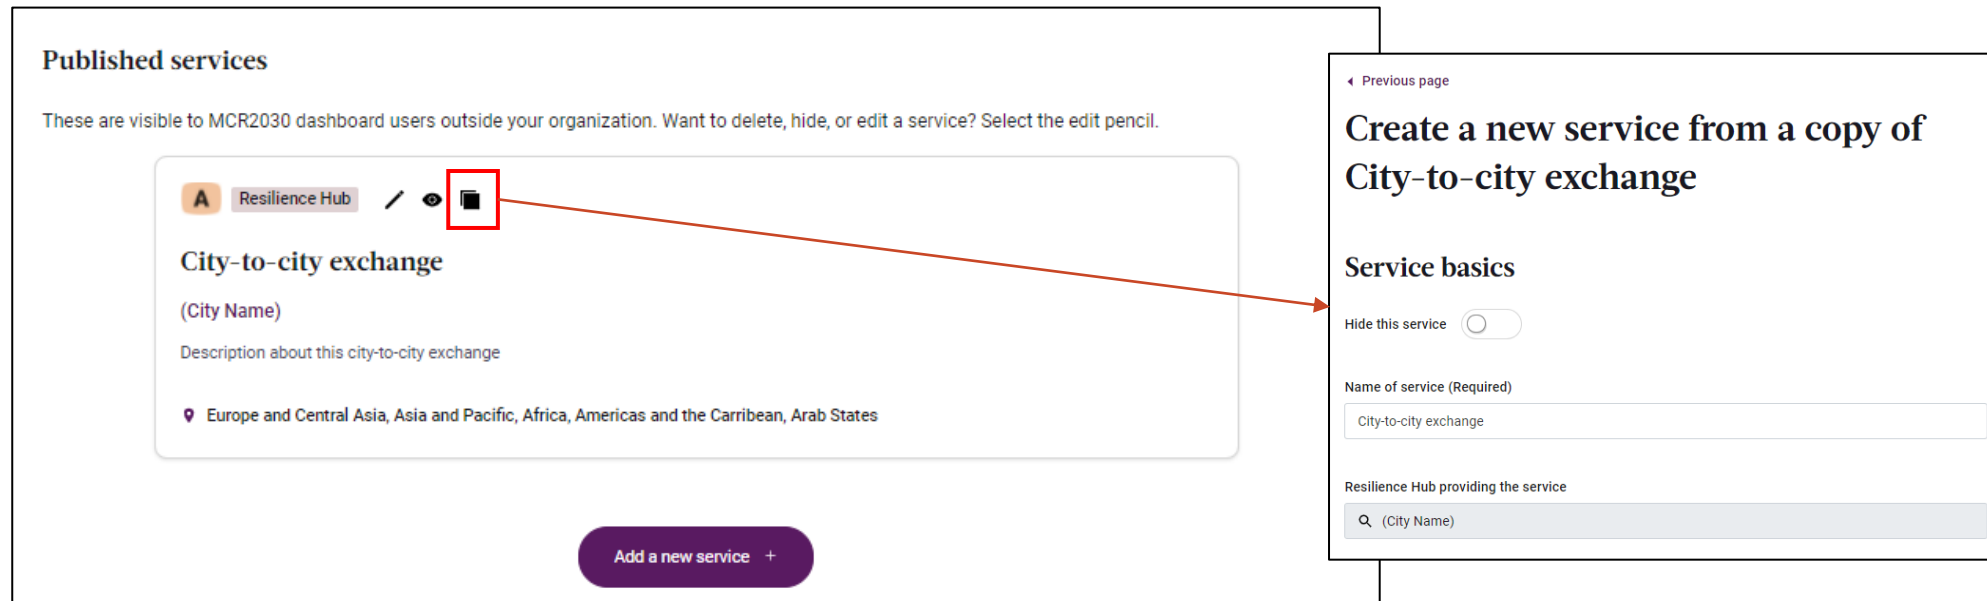 Published services
These are visible to MCR2030 dashboard users outside your organization. Want to delete, hide, or edit a service? Select the edit pencil.
A Resilience Hub
City-to-city exchange
(City Name)
Description about this city-to-city exchange
Europe and Central Asia, Asia and Pacific, Africa, Americas and the Carribean, Arab States
Add a new service +
Previous page
Create a new service from a copy of
City-to-city exchange
Service basics
Hide this service
Name of service (Required)
City-to-city exchange
Resilience Hub providing the service
(City Name)